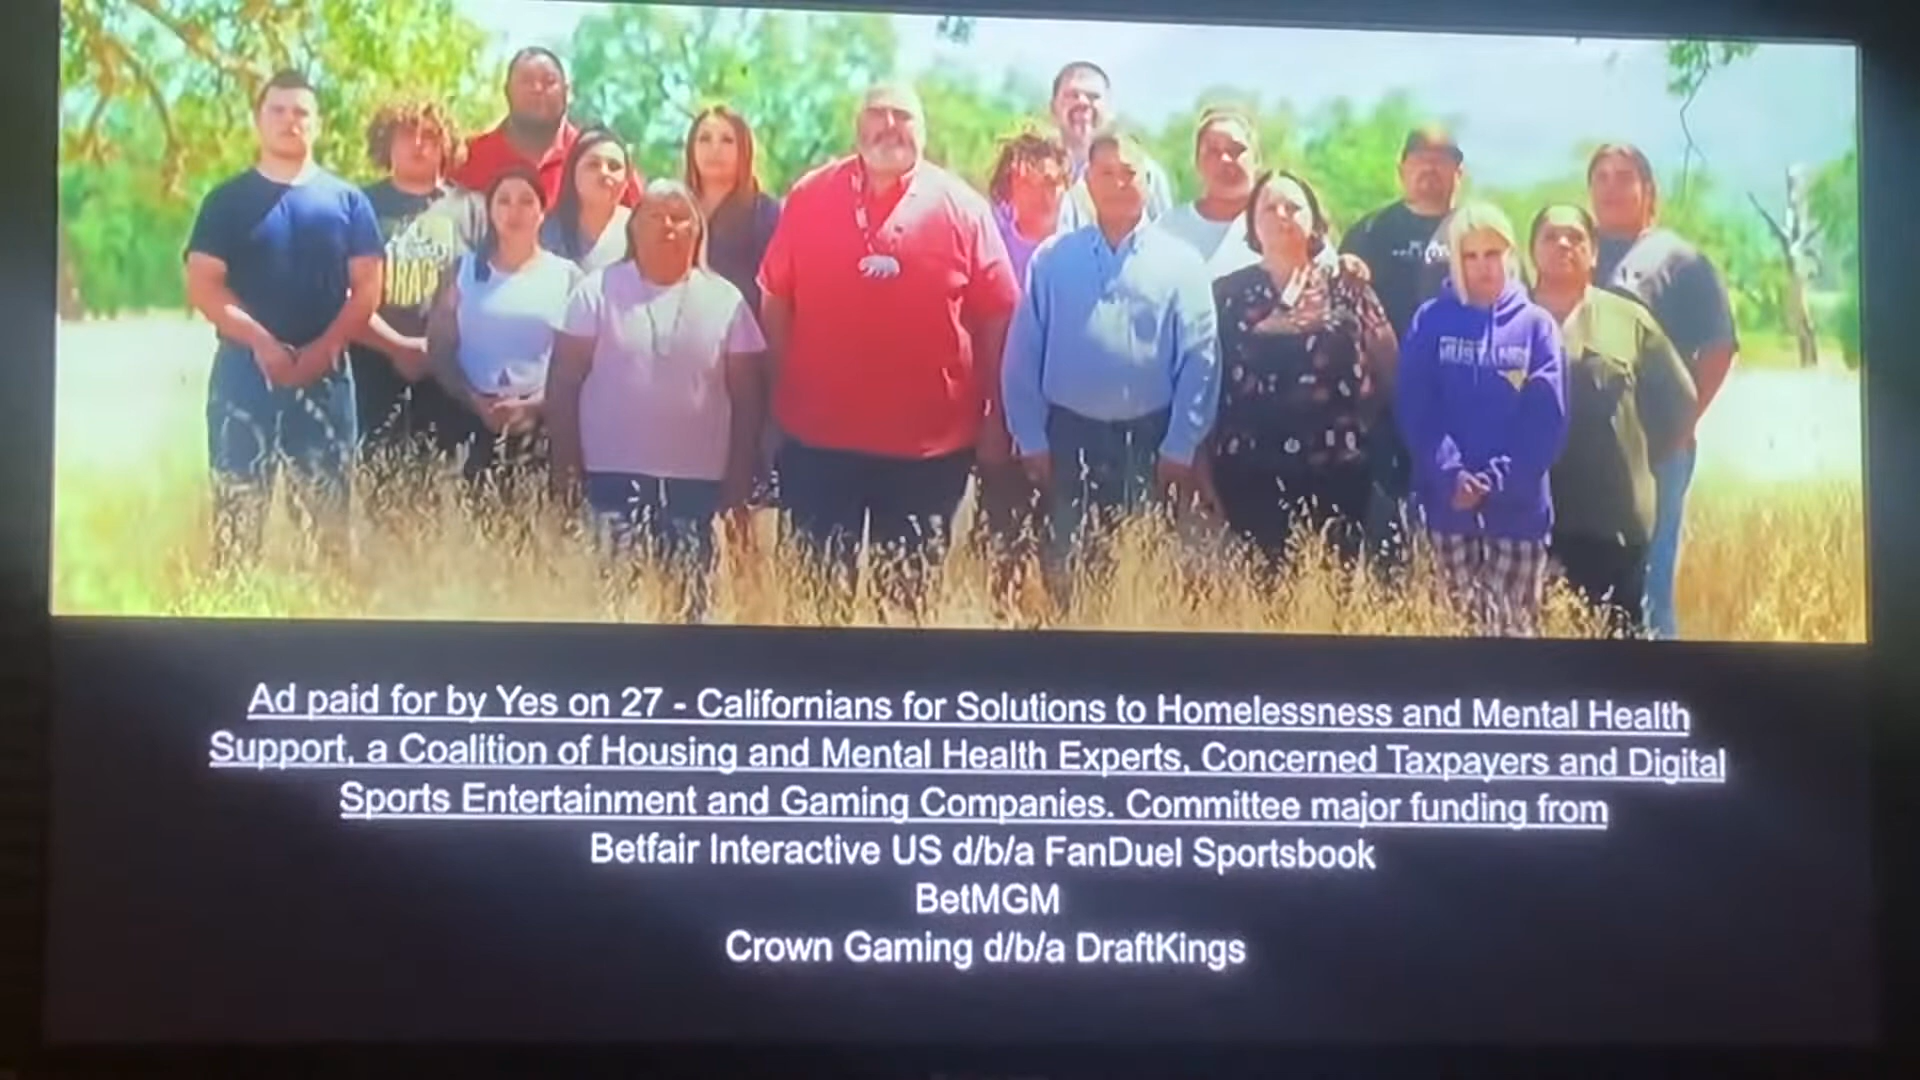 MUSTANGS
Ad paid for by Yes on 27 - Californians for Solutions to Homelessness and Mental Health
Support, a Coalition of Housing and Mental Health Experts, Concerned Taxpayers and Digital
Sports Entertainment and Gaming Companies. Committee major funding from
Betfair Interactive US d/b/a FanDuel Sportsbook
BetMGM
Crown Gaming d/b/a DraftKings